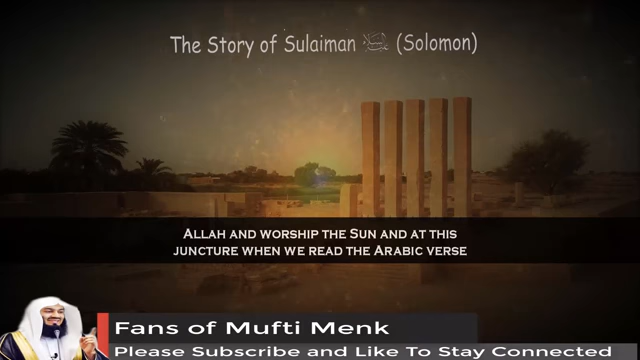 The Story of Sulaiman (Solomon)
ALLAH AND WORSHIP THE SUN AND AT THIS
JUNCTURE WHEN WE READ THE ARABIC VERSE
Fans of Mufti Menk
Please Subscribe and Like To Stay Connected